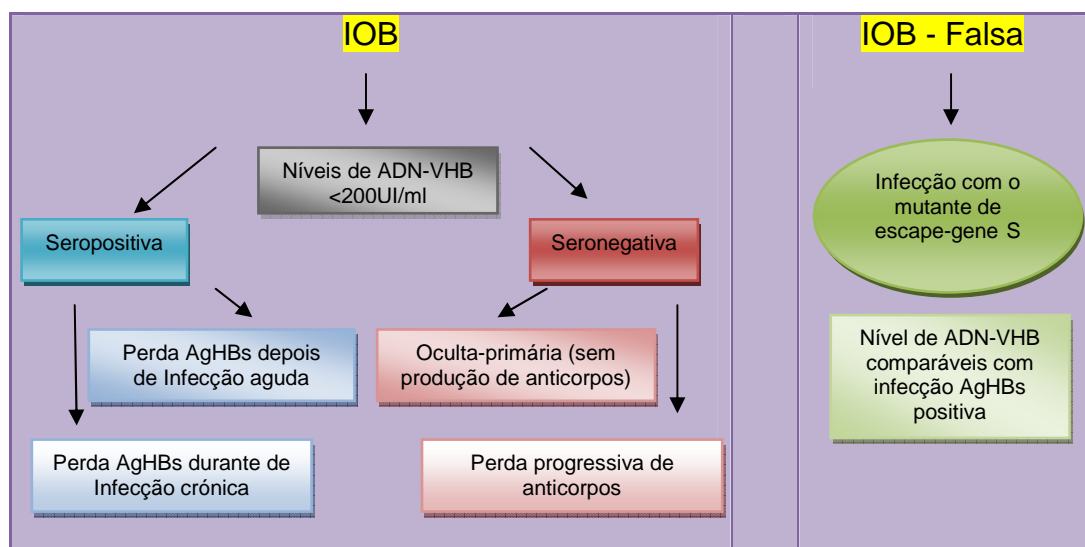 IOB
Níveis de ADN-VHB
<200UI/ml
Seropositiva
Seronegativa
Perda AgHBs depois
de Infecção aguda
Oculta-primária (sem
produção de anticorpos)
Perda AgHBs durante de
Infecção crónica
Perda progressiva de
anticorpos
IOB - Falsa
Infecção com o
mutante de
escape-gene S
Nível de ADN-VHB
comparáveis com
infecção AgHBs
positiva